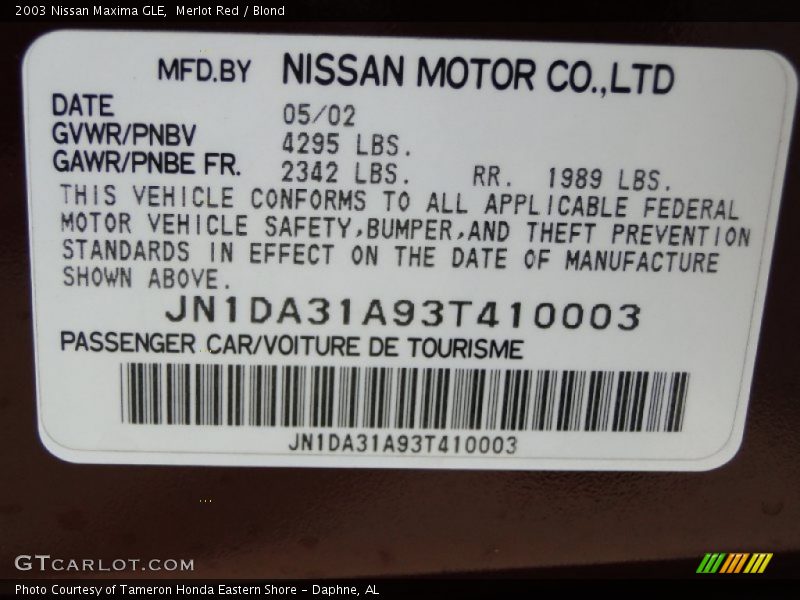 2003 Nissan Maxima GLE,  Merlot Red / Blond
MFD.BY NISSAN MOTOR CO.,LTD
DATE 05/02
GVWR/PNBV 4295 LBS.
GAWR/PNBE FR. 2342 LBS. RR. 1989 LBS.
THIS VEHICLE CONFORMS TO ALL APPLICABLE FEDERAL
MOTOR VEHICLE SAFETY,BUMPER,AND THEFT PREVENTION
STANDARDS IN EFFECT ON THE DATE OF MANUFACTURE
SHOWN ABOVE.
JN1DA31A93T410003
PASSENGER CAR/VOITURE DE TOURISME
JN1DA31A93T410003
GTCARLOT.COM
Photo Courtesy of Tameron Honda Eastern Shore – Daphne, AL